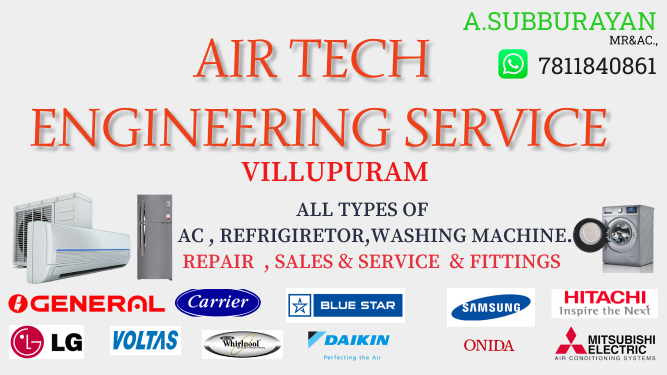 A.SUBBURAYAN
MR&AC.,
7811840861
AIR TECH
ENGINEERING SERVICE
VILLUPURAM
ALL TYPES OF
AC , REFRIGIRETOR,WASHING MACHINE.
REPAIR , SALES & SERVICE & FITTINGS
GENERAL
Carrier
BLUE STAR
SAMSUNG
HITACHI
Inspire the Next
LG
VOLTAS
Whirlpool
DAIKIN
Perfecting the Air
ONIDA
MITSUBISHI
ELECTRIC
AIR CONDITIONING SYSTEMS